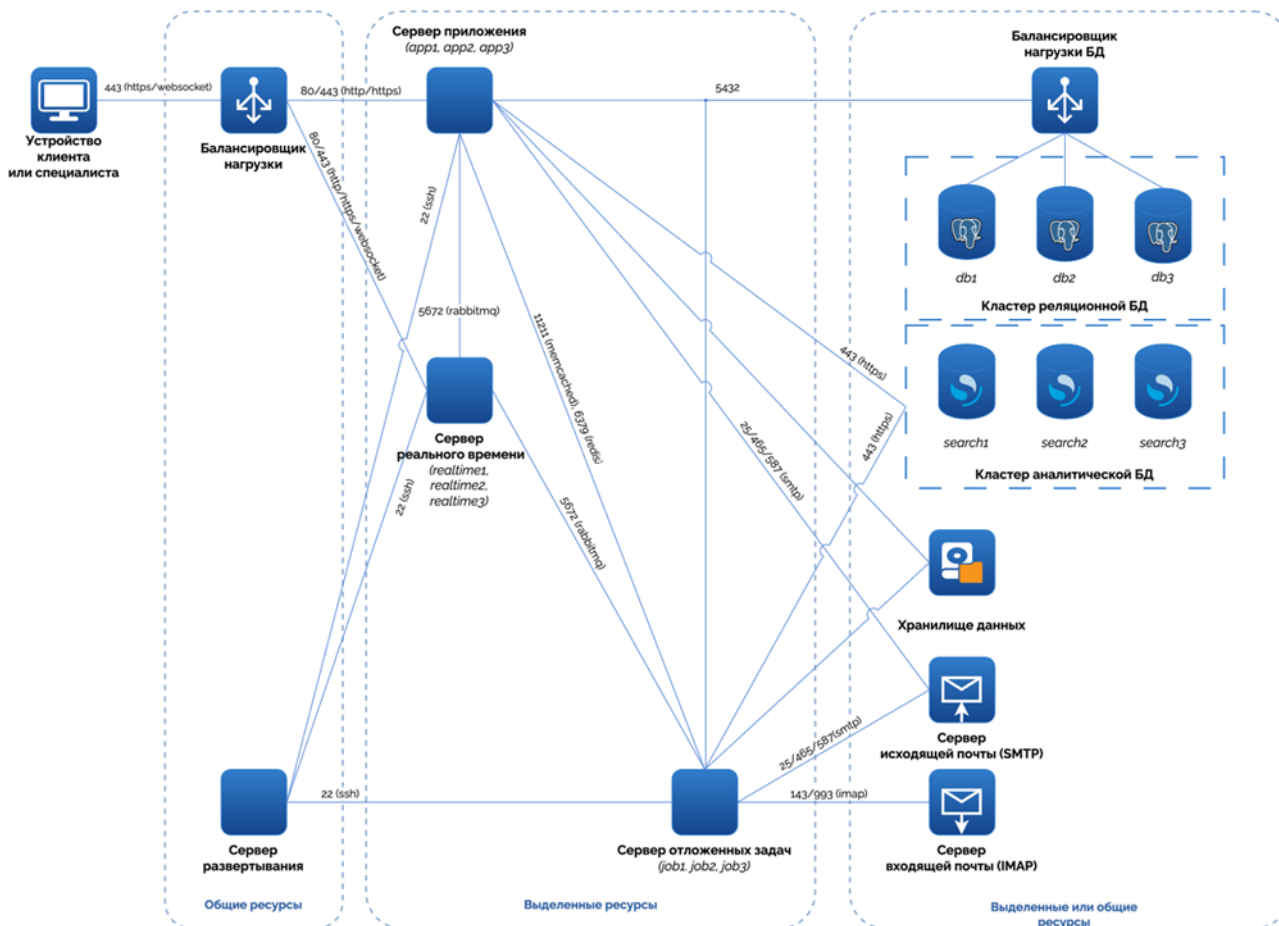 Сервер приложения
(app1, app2, app3)
Балансировщик
нагрузки БД
443 (https/websocket)
80/443 (http/https)
5432
Устройство
клиента
или специалиста
Балансировщик
нагрузки
80/443 (http/https/websocket)
22 (ssh)
db1
db2
db3
Кластер реляционной БД
5672 (rabbitmq)
11211 (memcached), 6379 (redis)
443 (https)
443 (https)
search1
search2
search3
Кластер аналитической БД
Сервер
реального времени
(realtime1,
realtime2,
realtime3)
22 (ssh)
25/465/587 (smtp)
5672 (rabbitmq)
Хранилище данных
Сервер
исходящей почты (SMTP)
25/465/587(smtp)
22 (ssh)
143/993 (imap)
Сервер
развертывания
Сервер отложенных задач
(job1, job2, job3)
Сервер
входящей почты (IMAP)
Общие ресурсы
Выделенные ресурсы
Выделенные или общие
ресурсы